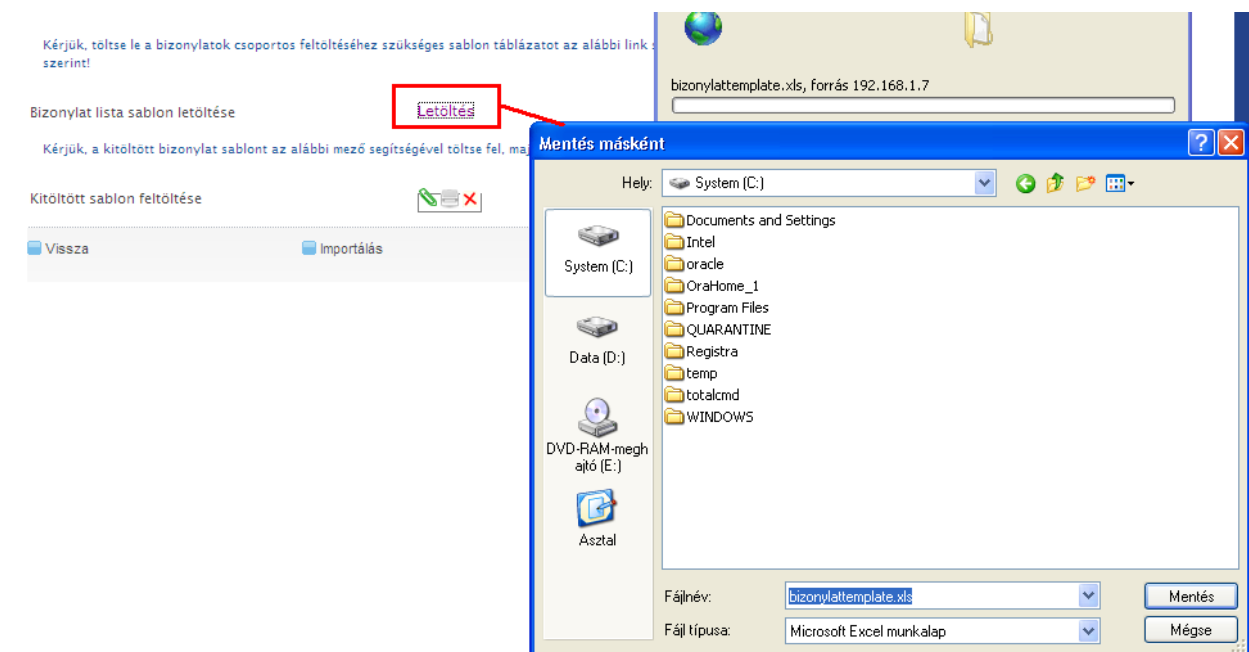 Kérjük, töltse le a bizonylatok csoportos feltöltéséhez szükséges sablon táblázatot az alábbi link
szerint!
Bizonylat lista sablon letöltése
Letöltés
Kérjük, a kitöltött bizonylat sablont az alábbi mező segítségével töltse fel, maj
Kitöltött sablon feltöltése
Vissza
Importálás
bizonylattemplate.xls, forrás 192.168.1.7
Mentés másként
Hely:
System (C:)
System (C:)
Data (D:)
DVD-RAM-megh
ajtó (E:)
Asztal
Documents and Settings
Intel
oracle
OraHome_1
Program Files
QUARANTINE
Registra
temp
totalcmd
WINDOWS
Fájlnév:
bizonylattemplate.xls
Mentés
Fájl típusa:
Microsoft Excel munkalap
Mégse